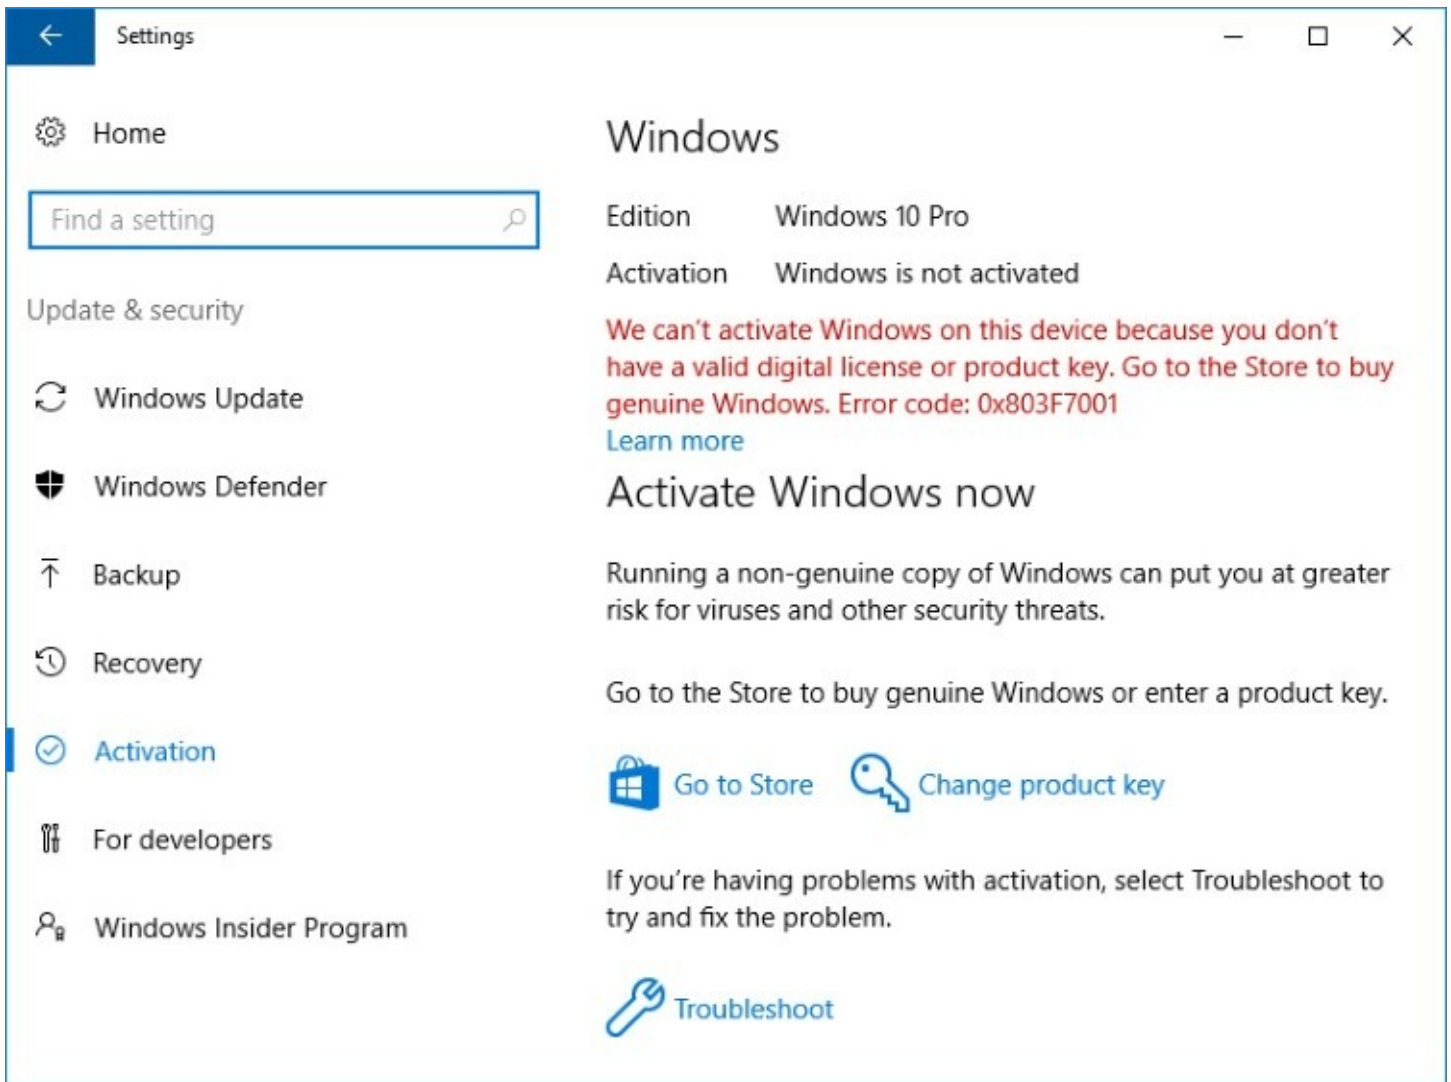 Settings
Home
Find a setting
Update & security
Windows Update
Windows Defender
Backup
Recovery
Activation
For developers
Windows Insider Program
Windows
Edition Windows 10 Pro
Activation Windows is not activated
We can't activate Windows on this device because you don't
have a valid digital license or product key. Go to the Store to buy
genuine Windows. Error code: 0x803F7001
Learn more
Activate Windows now
Running a non-genuine copy of Windows can put you at greater
risk for viruses and other security threats.
Go to the Store to buy genuine Windows or enter a product key.
Go to Store Change product key
If you're having problems with activation, select Troubleshoot to
try and fix the problem.
Troubleshoot